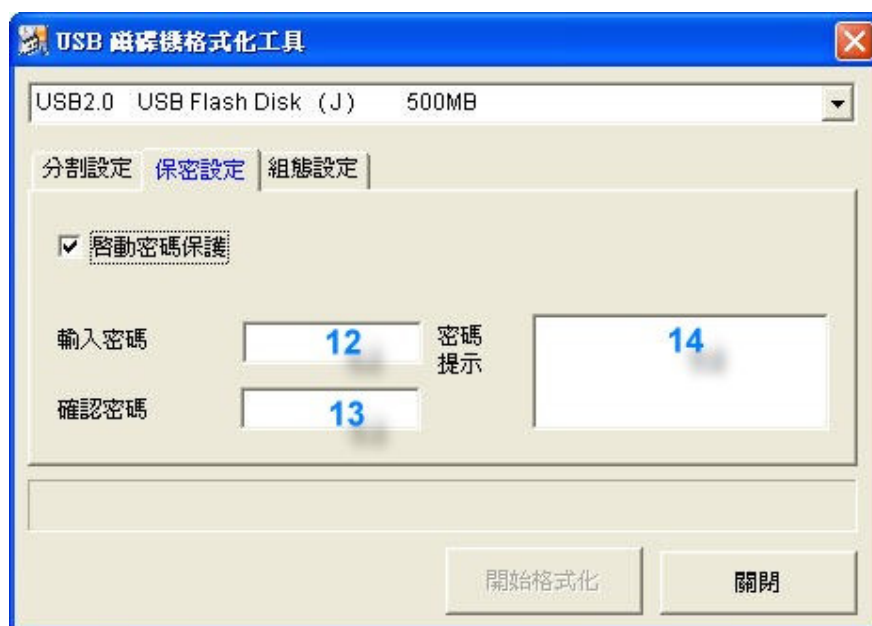 USB 磁碟機格式化工具
USB2.0 USB Flash Disk (J) 500MB
分割設定 保密設定 組態設定
啓動密碼保護
輸入密碼 12 密碼提示 14
確認密碼 13
開始格式化 關閉